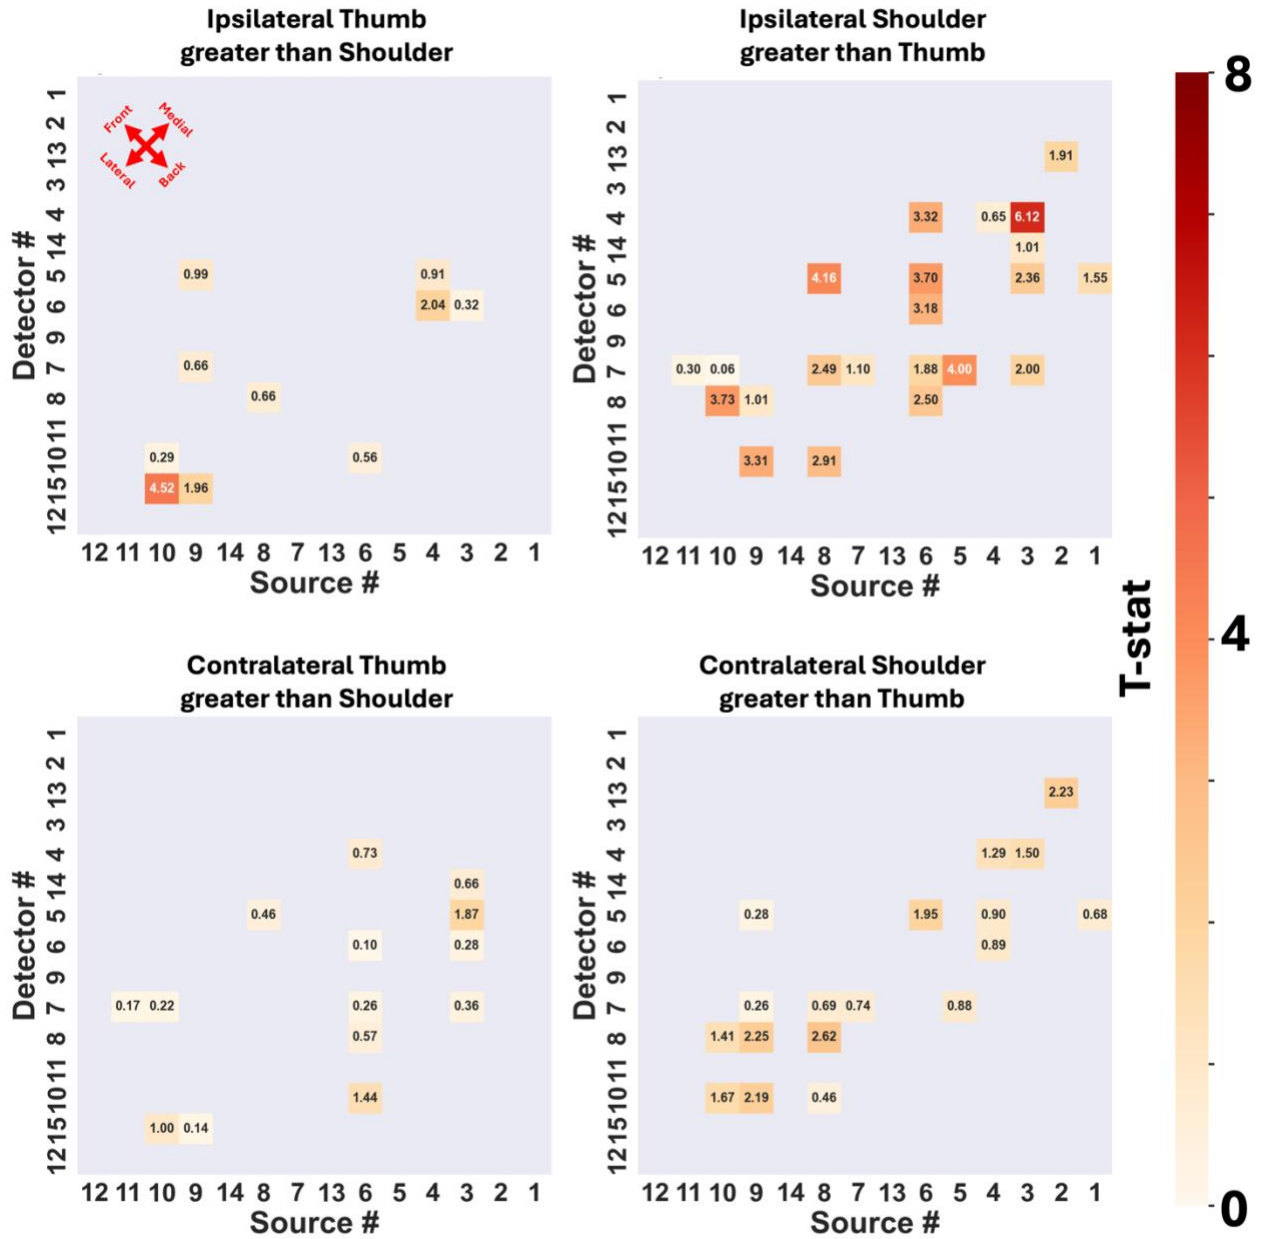 Ipsilateral Thumb
greater than Shoulder
Ipsilateral Shoulder
greater than Thumb
Front
Medial
Lateral
Back
Detector #
1
2
13
3
4
14
5
6
9
7
8
11
10
15
12
0.99
0.91
2.04 0.32
0.66
0.66
0.29
0.56
4.52 1.96
12 11 10 9 14 8 7 13 6 5 4 3 2 1
Source #
Detector #
1
2
13
3
4
14
5
6
9
7
8
11
10
15
12
1.91
3.32 0.65 6.12
1.01
4.16 3.70 2.36 1.55
3.18
0.30 0.06 2.49 1.10 1.88 4.00 2.00
3.73 1.01 2.50
3.31 2.91
12 11 10 9 14 8 7 13 6 5 4 3 2 1
Source #
Contralateral Thumb
greater than Shoulder
Detector #
1
2
13
3
4
14
5
6
9
7
8
11
10
15
12
0.73
0.66
0.46 1.87
0.10 0.28
0.17 0.22 0.26 0.36
0.57
1.44
1.00 0.14
12 11 10 9 14 8 7 13 6 5 4 3 2 1
Source #
Contralateral Shoulder
greater than Thumb
Detector #
1
2
13
3
4
14
5
6
9
7
8
11
10
15
12
2.23
1.29 1.50
0.28 1.95 0.90 0.68
0.89
0.26 0.69 0.74 0.88
1.41 2.25 2.62
1.67 2.19 0.46
12 11 10 9 14 8 7 13 6 5 4 3 2 1
Source #
T-stat
8
4
0